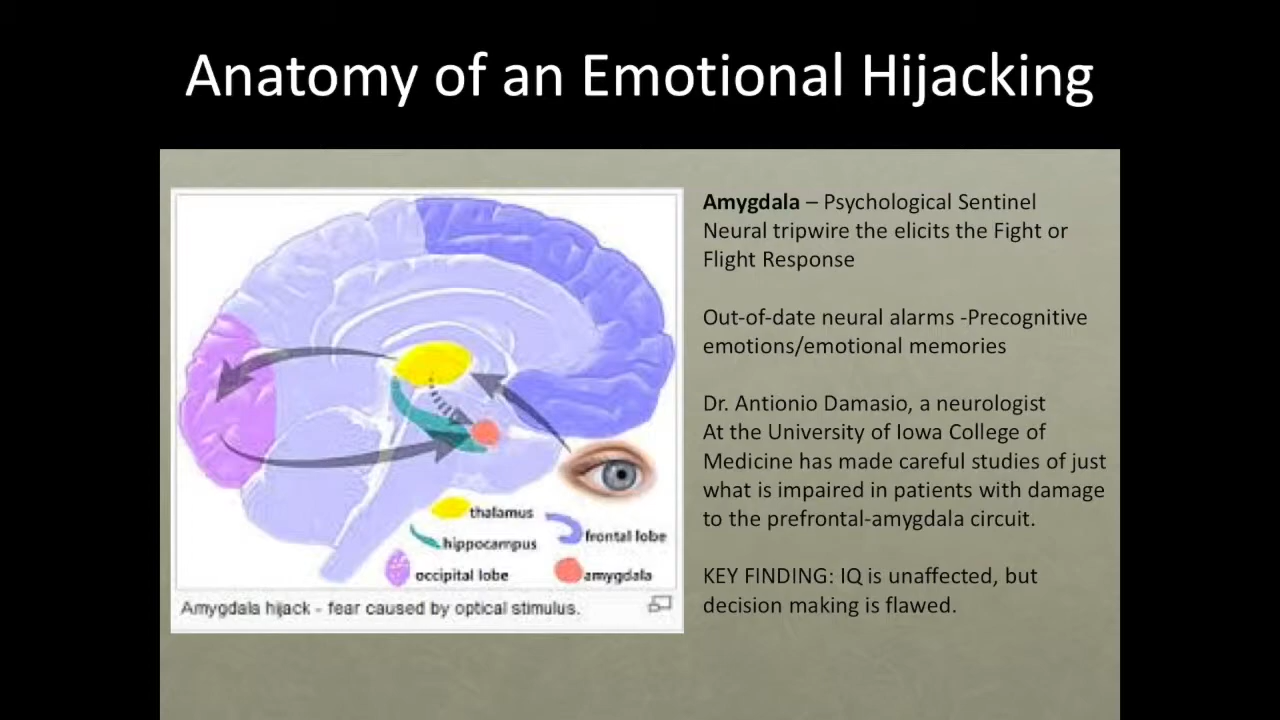 Anatomy of an Emotional Hijacking
Amygdala – Psychological Sentinel
Neural tripwire the elicits the Fight or
Flight Response
Out-of-date neural alarms -Precognitive
emotions/emotional memories
Dr. Antionio Damasio, a neurologist
At the University of Iowa College of
Medicine has made careful studies of just
what is impaired in patients with damage
to the prefrontal-amygdala circuit.
KEY FINDING: IQ is unaffected, but
decision making is flawed.
thalamus
frontal lobe
hippocampus
occipital lobe
amygdala
Amygdala hijack - fear caused by optical stimulus.